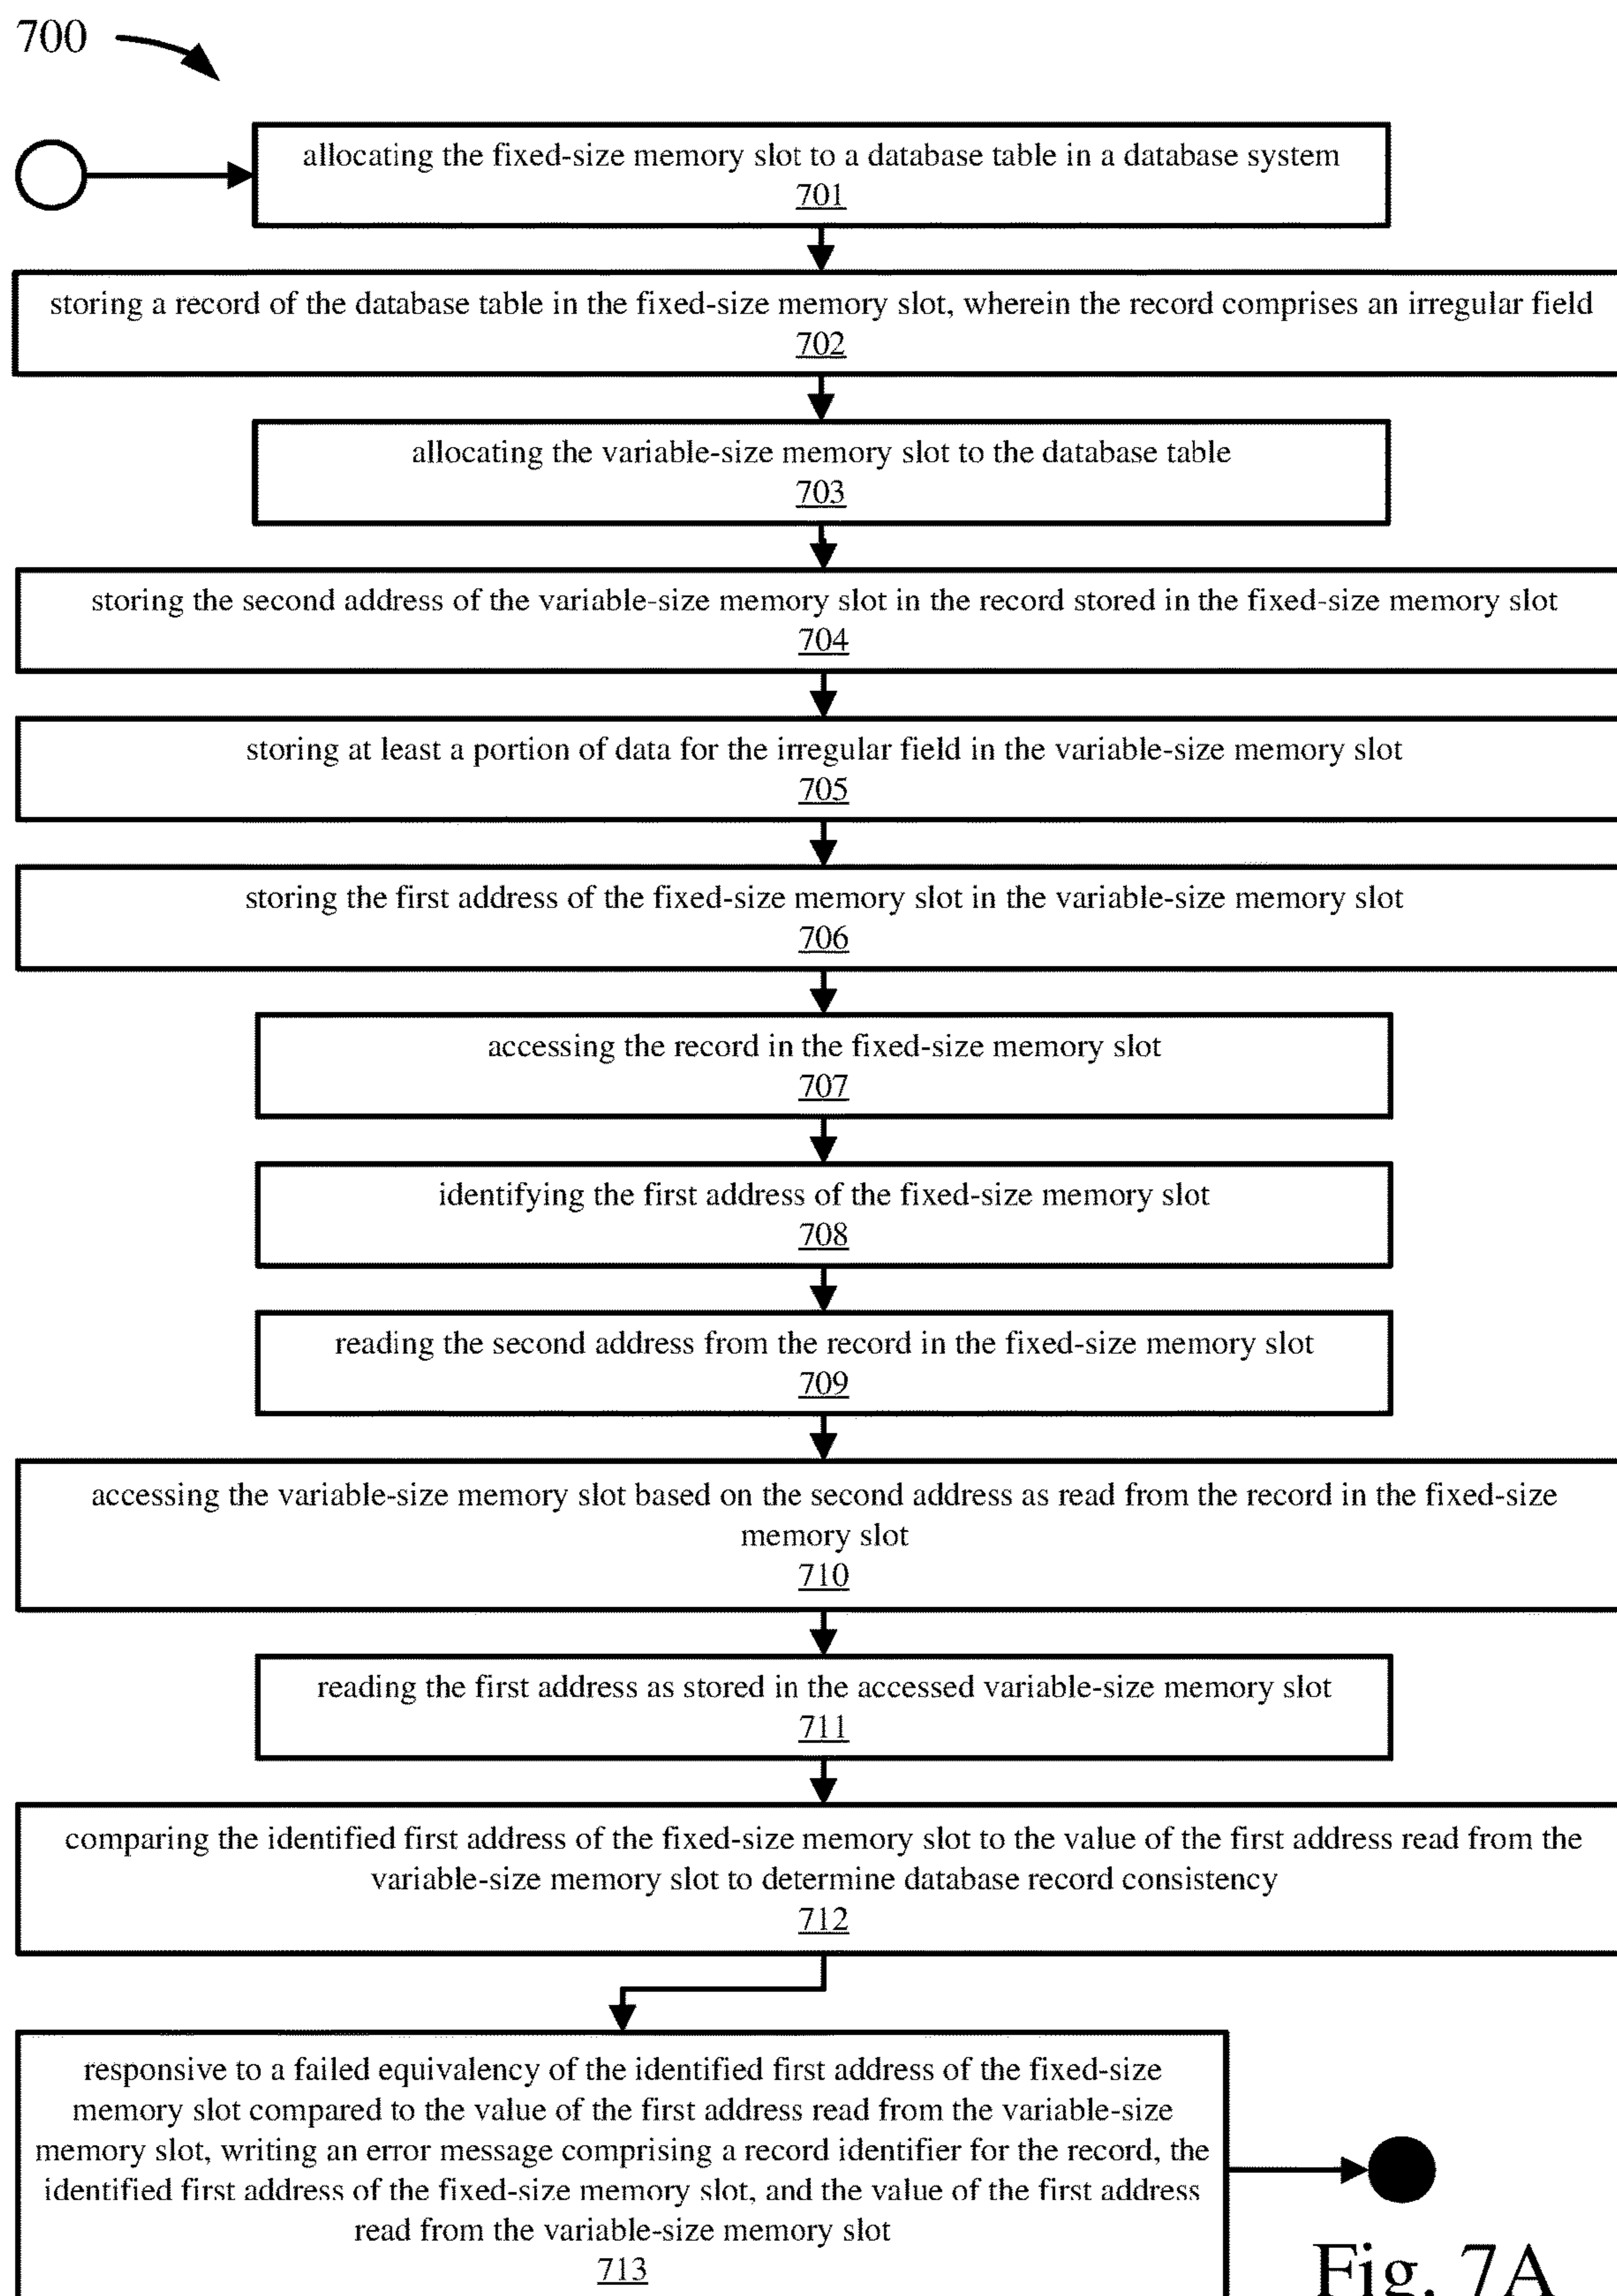 700
allocating the fixed-size memory slot to a database table in a database system
701
storing a record of the database table in the fixed-size memory slot, wherein the record comprises an irregular field
702
allocating the variable-size memory slot to the database table
703
storing the second address of the variable-size memory slot in the record stored in the fixed-size memory slot
704
storing at least a portion of data for the irregular field in the variable-size memory slot
705
storing the first address of the fixed-size memory slot in the variable-size memory slot
706
accessing the record in the fixed-size memory slot
707
identifying the first address of the fixed-size memory slot
708
reading the second address from the record in the fixed-size memory slot
709
accessing the variable-size memory slot based on the second address as read from the record in the fixed-size
memory slot
710
reading the first address as stored in the accessed variable-size memory slot
711
comparing the identified first address of the fixed-size memory slot to the value of the first address read from the
variable-size memory slot to determine database record consistency
712
responsive to a failed equivalency of the identified first address of the fixed-size
memory slot compared to the value of the first address read from the variable-size
memory slot, writing an error message comprising a record identifier for the record, the
identified first address of the fixed-size memory slot, and the value of the first address
read from the variable-size memory slot
713
Fig. 7A